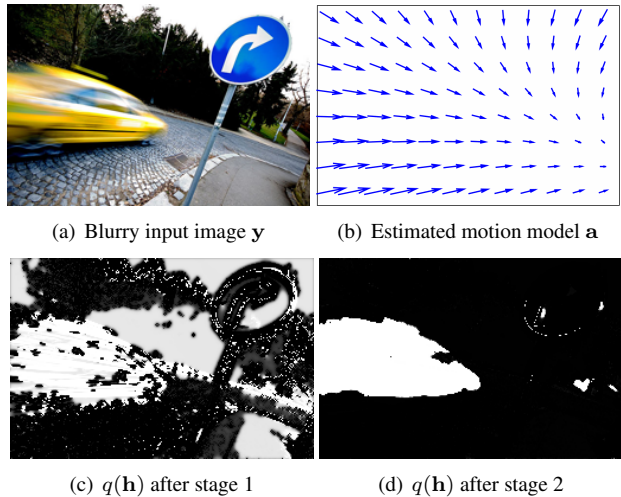 (a) Blurry input image y
(b) Estimated motion model a
(c) q(h) after stage 1
(d) q(h) after stage 2